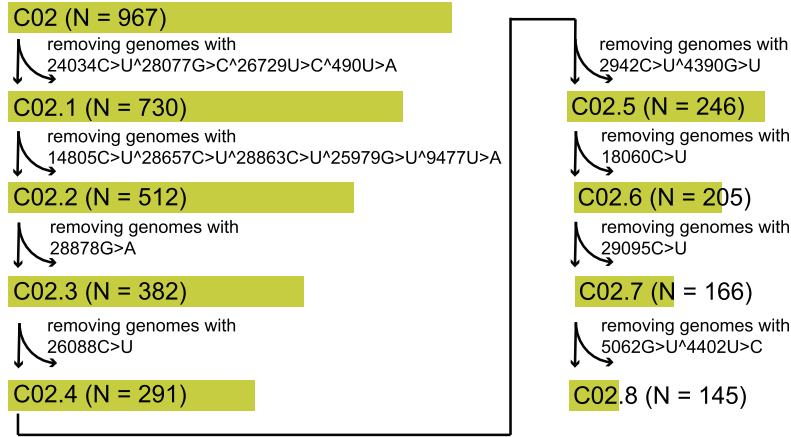 C02 (N = 967)
removing genomes with
24034C>U^28077G>C^26729U>C^490U>A
C02.1 (N = 730)
removing genomes with
14805C>U^28657C>U^28863C>U^25979G>U^9477U>A
C02.2 (N = 512)
removing genomes with
28878G>A
C02.3 (N = 382)
removing genomes with
26088C>U
C02.4 (N = 291)
removing genomes with
2942C>U^4390G>U
C02.5 (N = 246)
removing genomes with
18060C>U
C02.6 (N = 205)
removing genomes with
29095C>U
C02.7 (N = 166)
removing genomes with
5062G>U^4402U>C
C02.8 (N = 145)